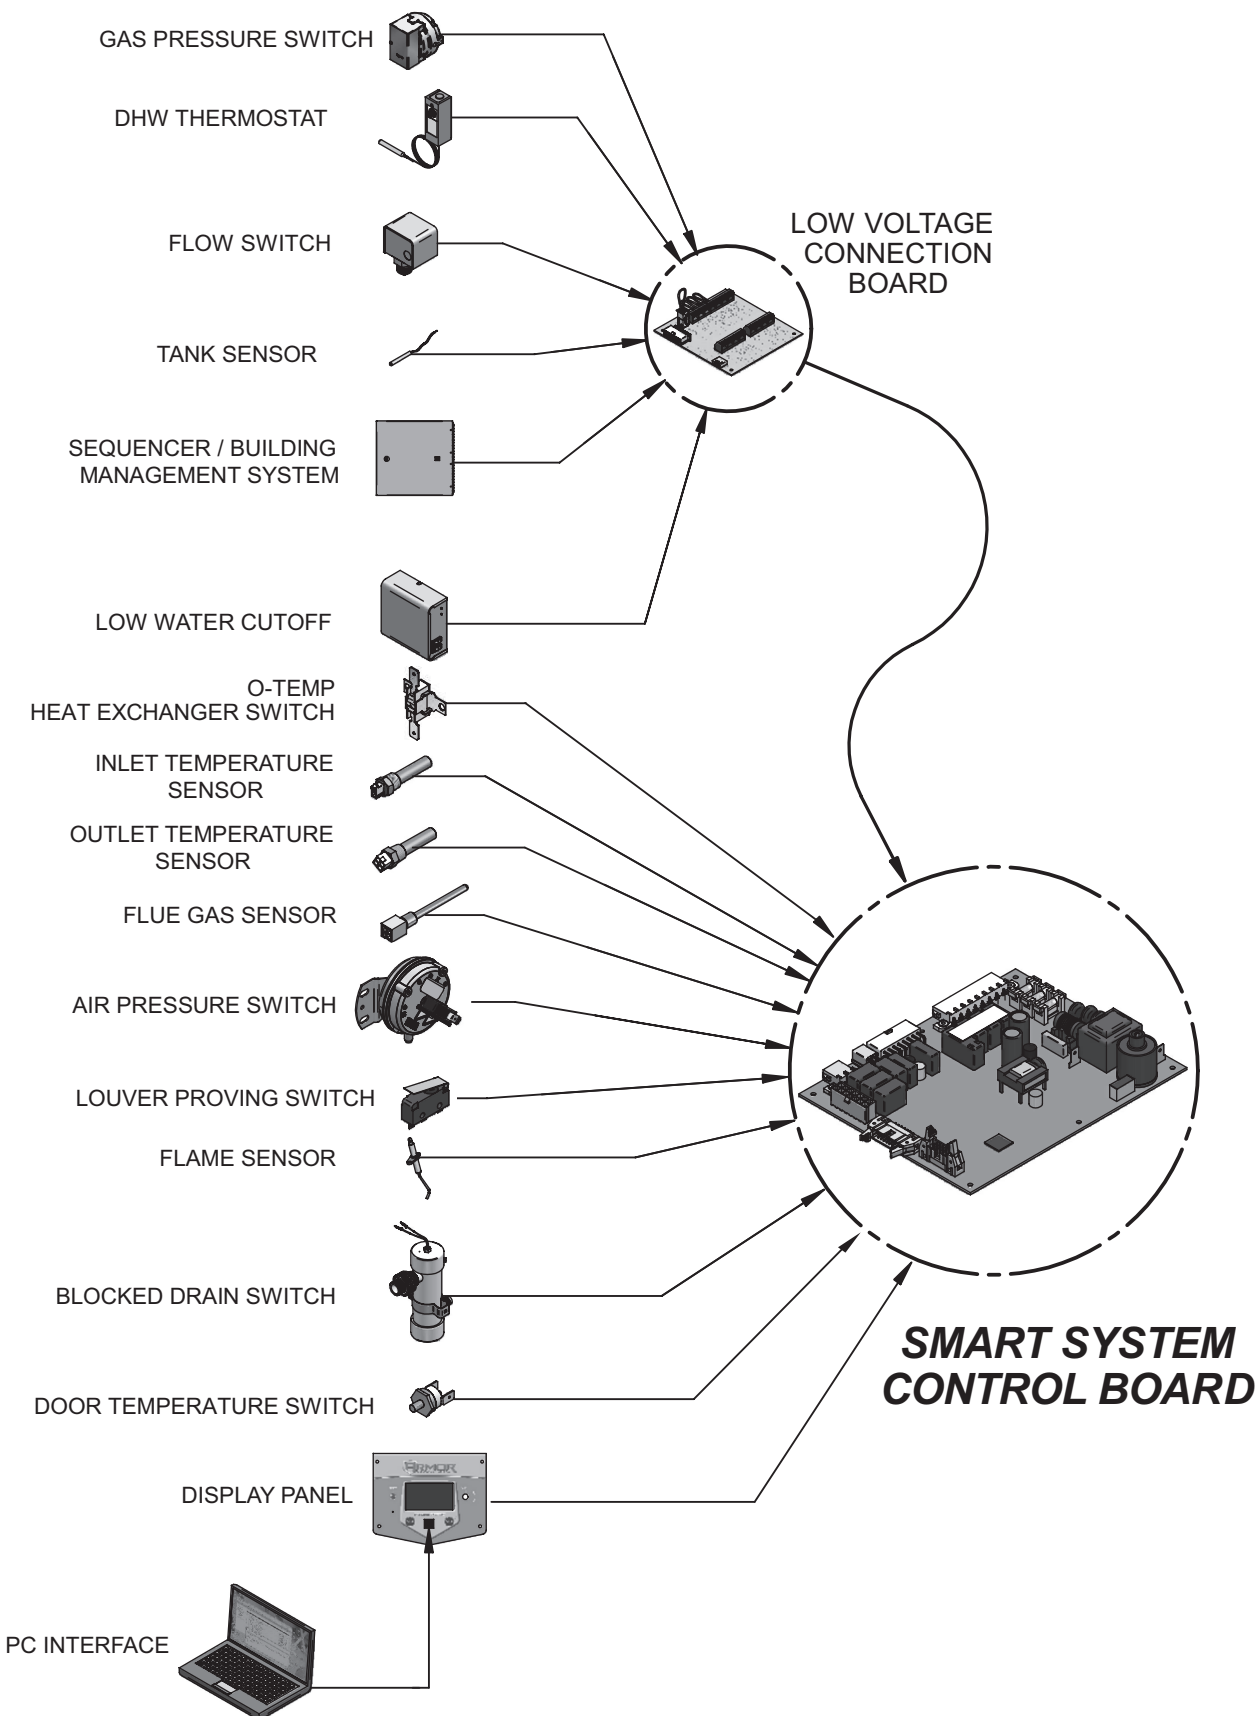 GAS PRESSURE SWITCH
DHW THERMOSTAT
LOW VOLTAGE
CONNECTION
BOARD
FLOW SWITCH
TANK SENSOR
SEQUENCER / BUILDING
MANAGEMENT SYSTEM
LOW WATER CUTOFF
O-TEMP
HEAT EXCHANGER SWITCH
INLET TEMPERATURE
SENSOR
OUTLET TEMPERATURE
SENSOR
FLUE GAS SENSOR
AIR PRESSURE SWITCH
LOUVER PROVING SWITCH
FLAME SENSOR
BLOCKED DRAIN SWITCH
SMART SYSTEM
CONTROL BOARD
DOOR TEMPERATURE SWITCH
DISPLAY PANEL
ARMOR
PC INTERFACE